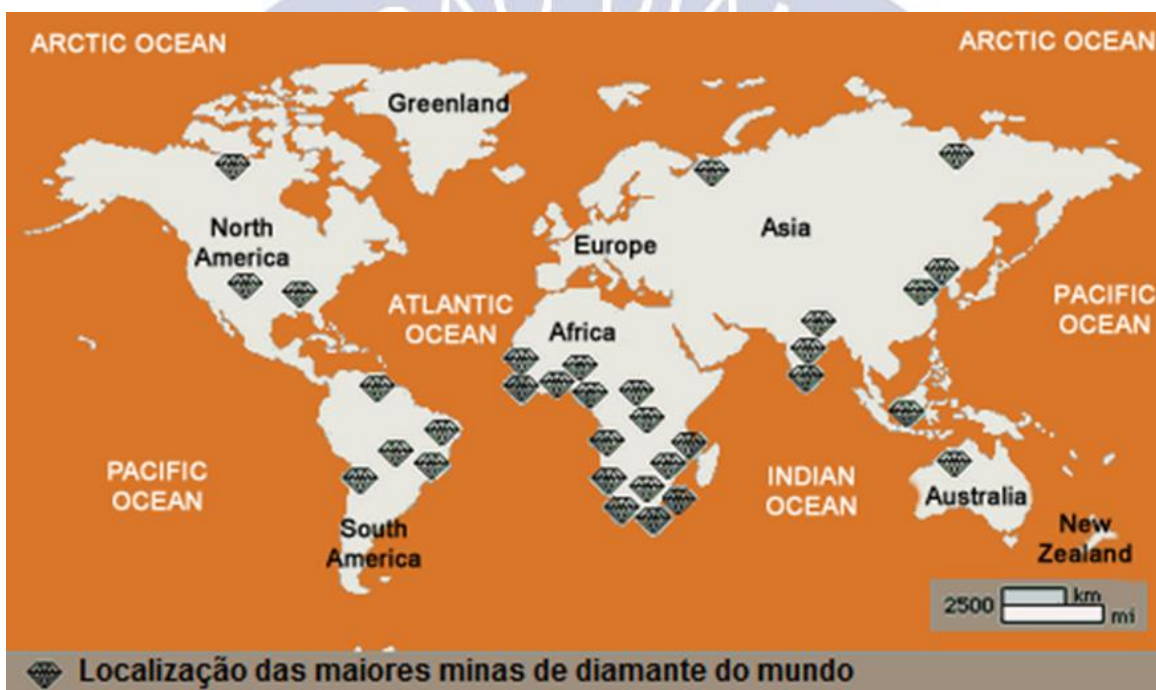 ARCTIC OCEAN
ARCTIC OCEAN
Greenland
North
America
Europe
Asia
ATLANTIC
OCEAN
Africa
PACIFIC
OCEAN
PACIFIC
OCEAN
INDIAN
OCEAN
Australia
South
America
New
Zealand
2500 km
mi
Localização das maiores minas de diamante do mundo